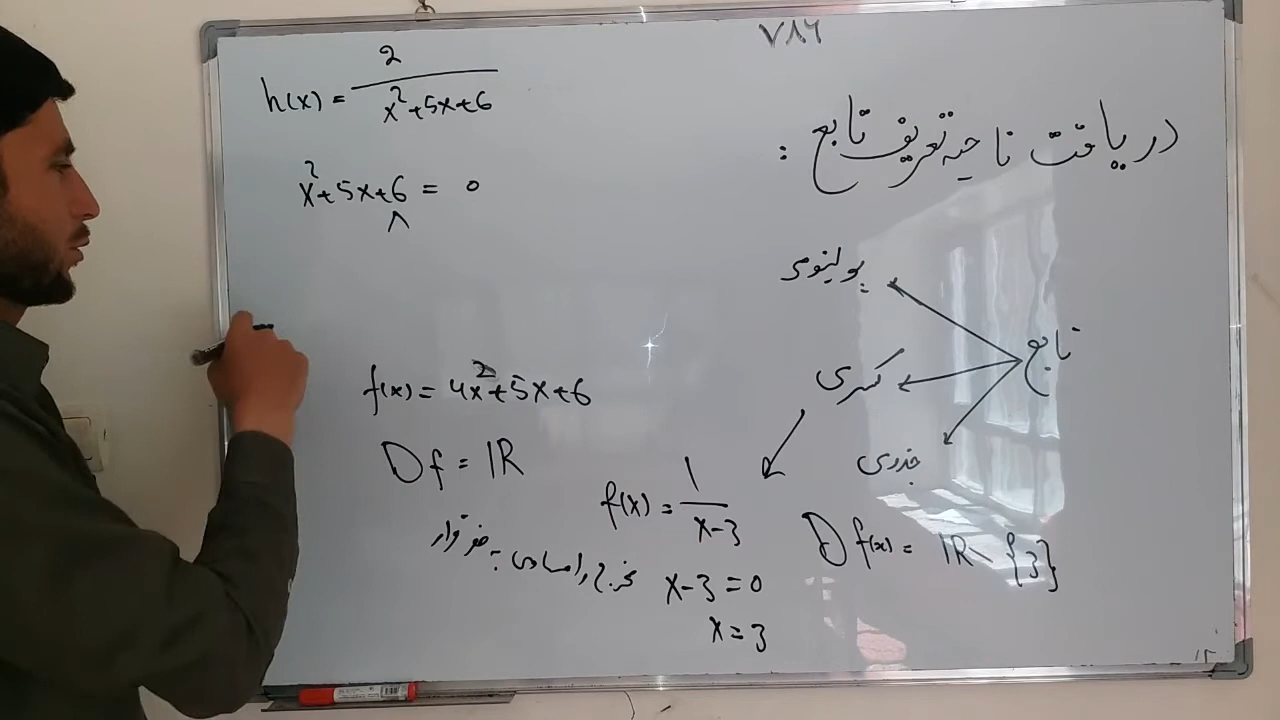 ۷۸۶
دریافت ناحیه تعریف تابع :
h(x) = 2 / x²+5x+6
x²+5x+6 = 0
پولینومی
تابع
کسری
جذری
f(x) = 4x²+5x+6
Df = IR
f(x) = 1 / x-3
Df(x) = IR \ {3}
مخرج را مساوی به صفر قرار
x-3=0
x=3